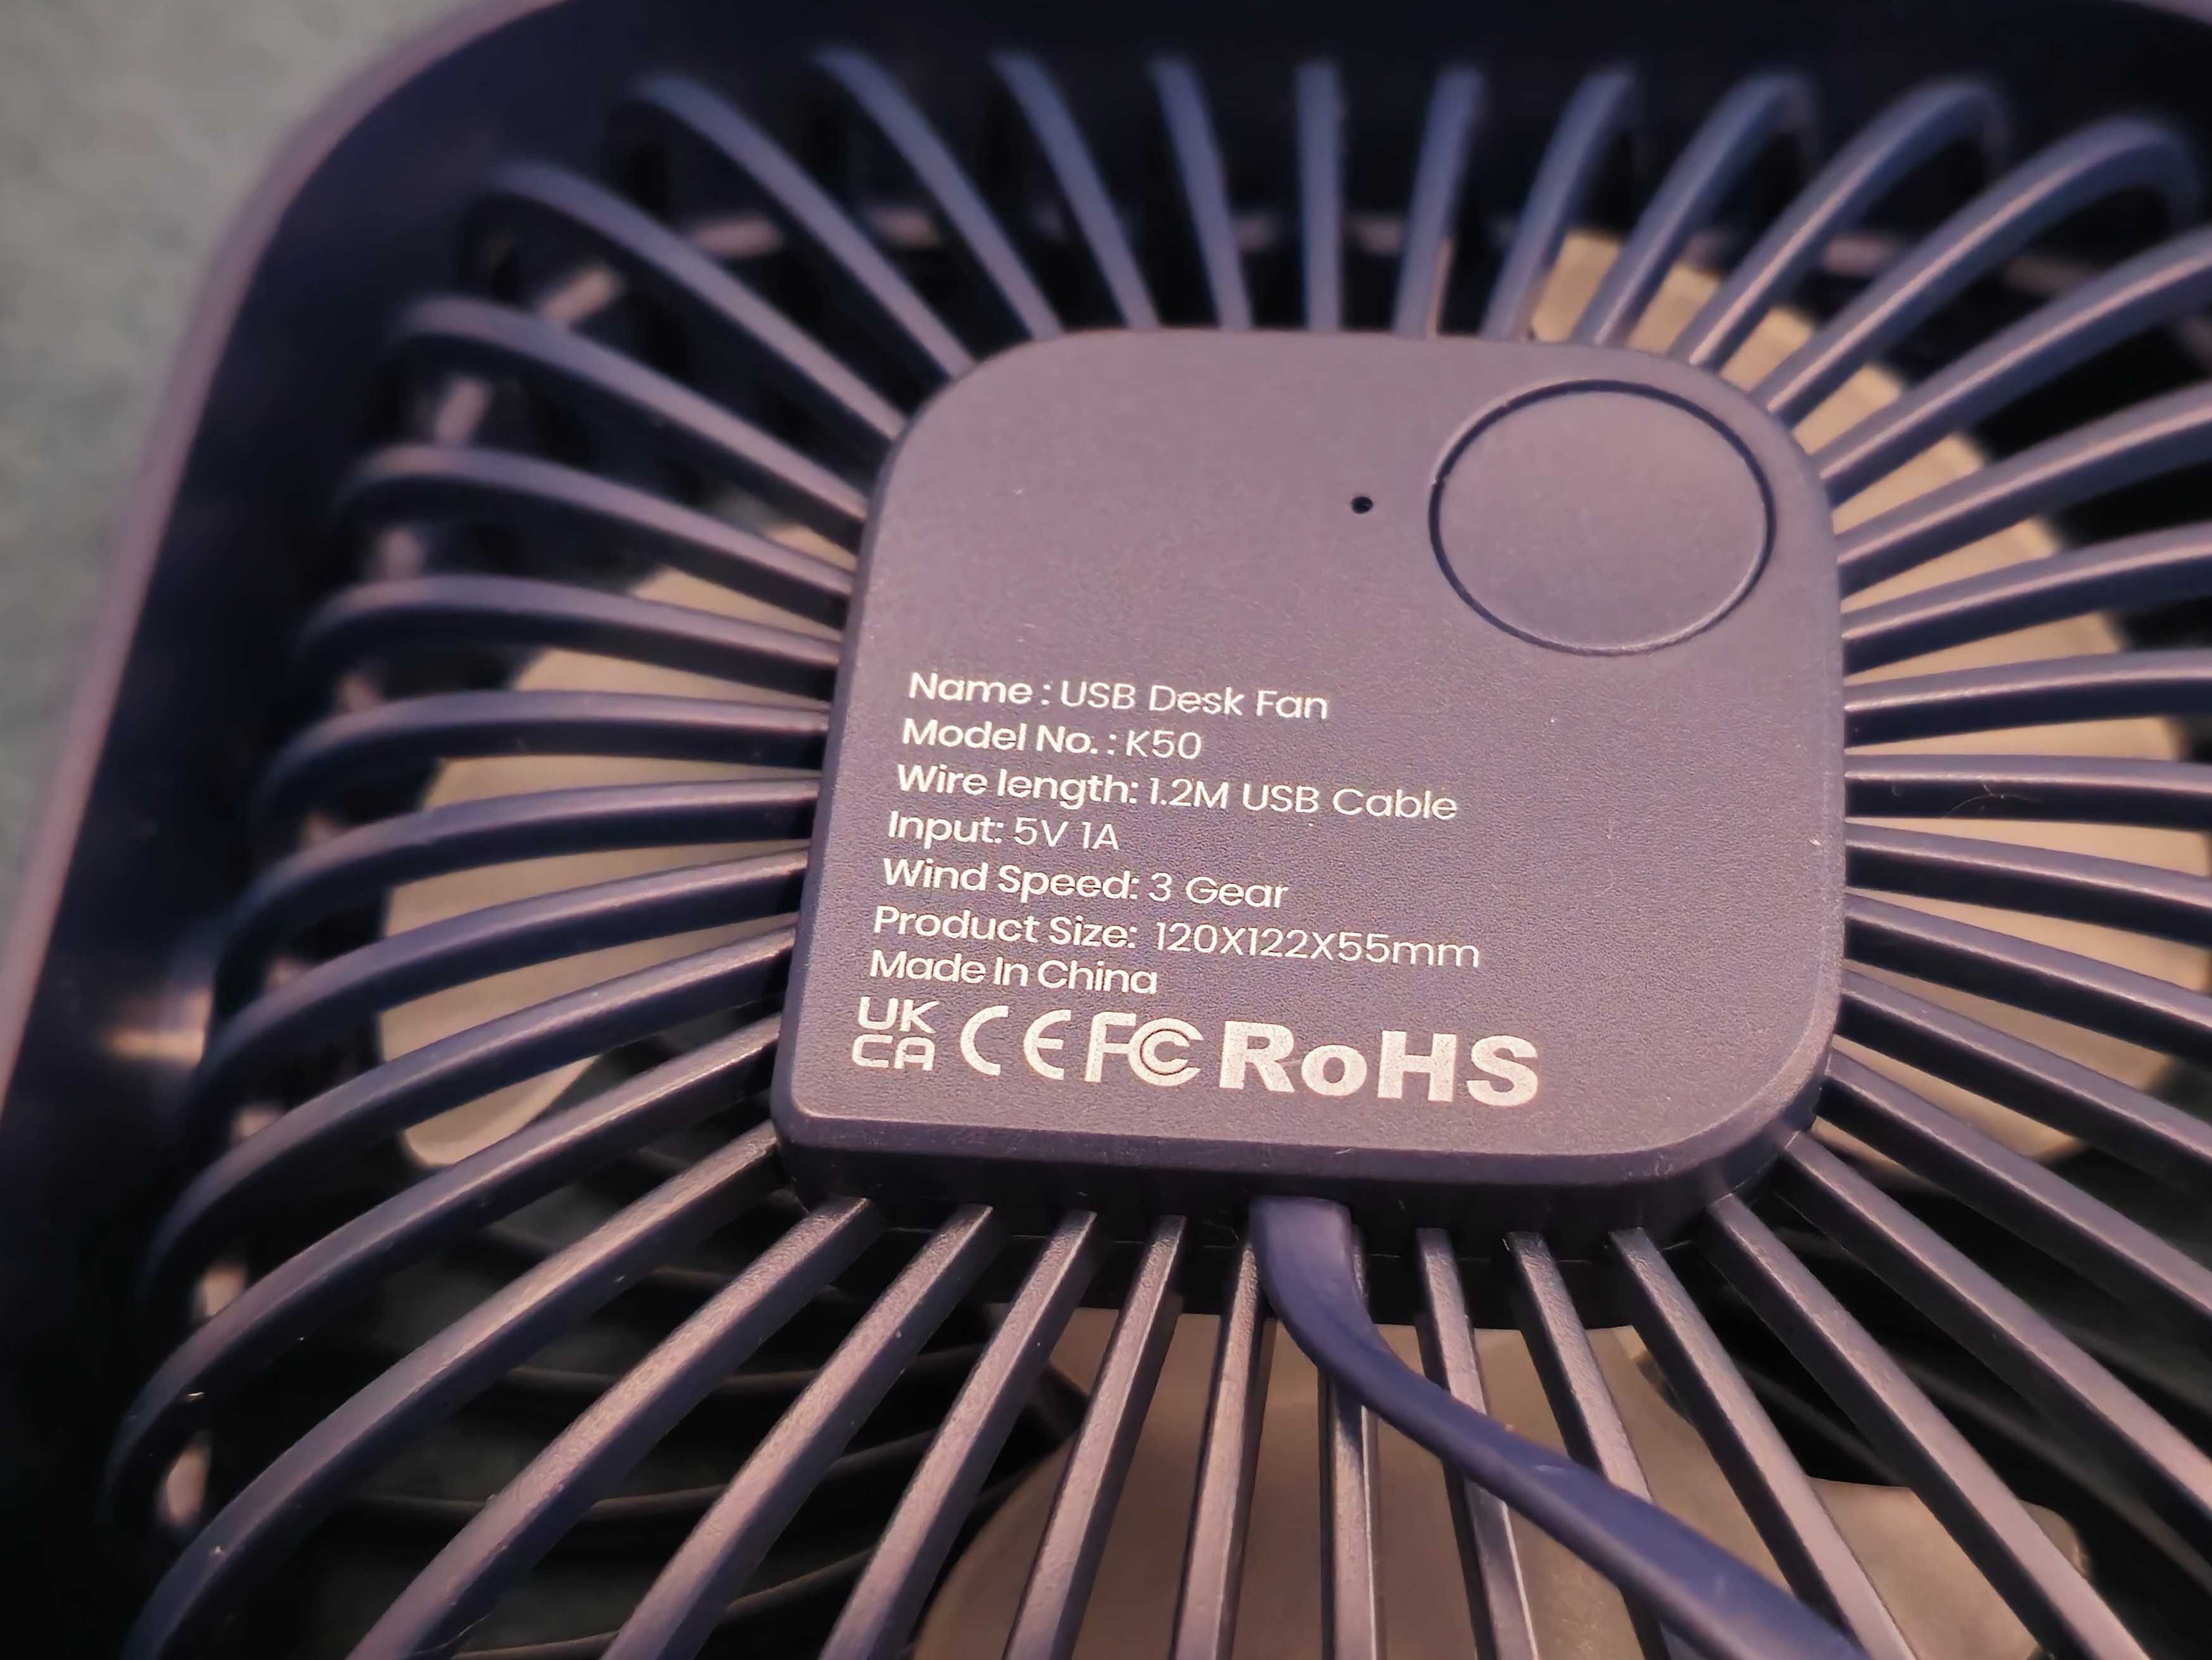 Name : USB Desk Fan
Model No. : K50
Wire length: 1.2M USB Cable
Input: 5V 1A
Wind Speed: 3 Gear
Product Size: 120X122X55mm
Made In China
UK
CA CE FC RoHS